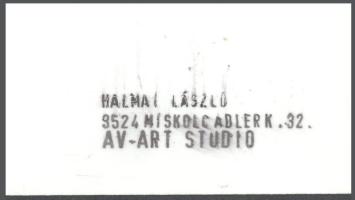 HALMAI LÁSZLÓ
3524 MISKOLC ADLER K. 32.
AV-ART STUDIO